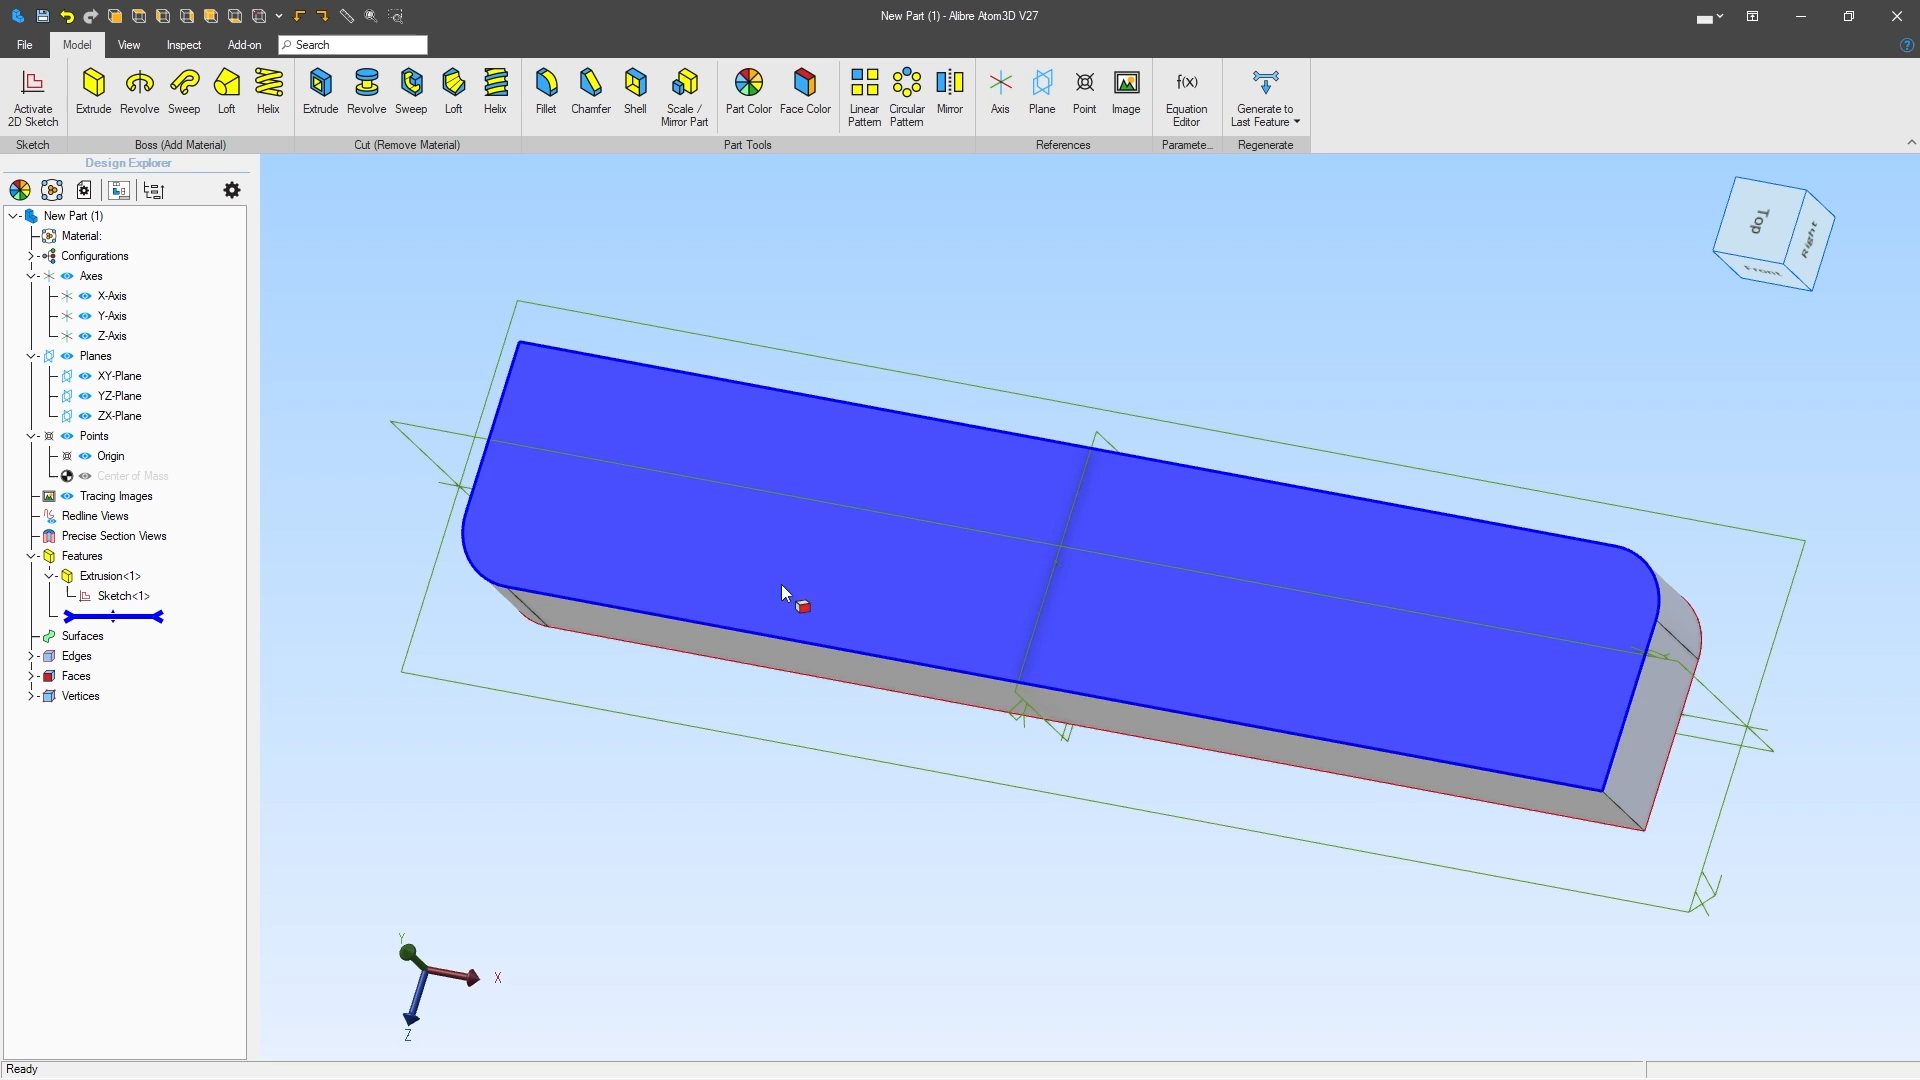 New Part (1) - Alibre Atom3D V27
File
Model
View
Inspect
Add-on
Search
Activate
2D Sketch
Extrude
Revolve
Sweep
Loft
Helix
Extrude
Revolve
Sweep
Loft
Helix
Fillet
Chamfer
Shell
Scale /
Mirror Part
Part Color
Face Color
Linear
Pattern
Circular
Pattern
Mirror
Axis
Plane
Point
Image
f(x)
Equation
Editor
Generate to
Last Feature
Sketch
Boss (Add Material)
Cut (Remove Material)
Part Tools
References
Paramete...
Regenerate
Design Explorer
New Part (1)
Material:
Configurations
Axes
X-Axis
Y-Axis
Z-Axis
Planes
XY-Plane
YZ-Plane
ZX-Plane
Points
Origin
Center of Mass
Tracing Images
Redline Views
Precise Section Views
Features
Extrusion<1>
Sketch<1>
Surfaces
Edges
Faces
Vertices
Top
Right
Front
Y
X
Z
Ready